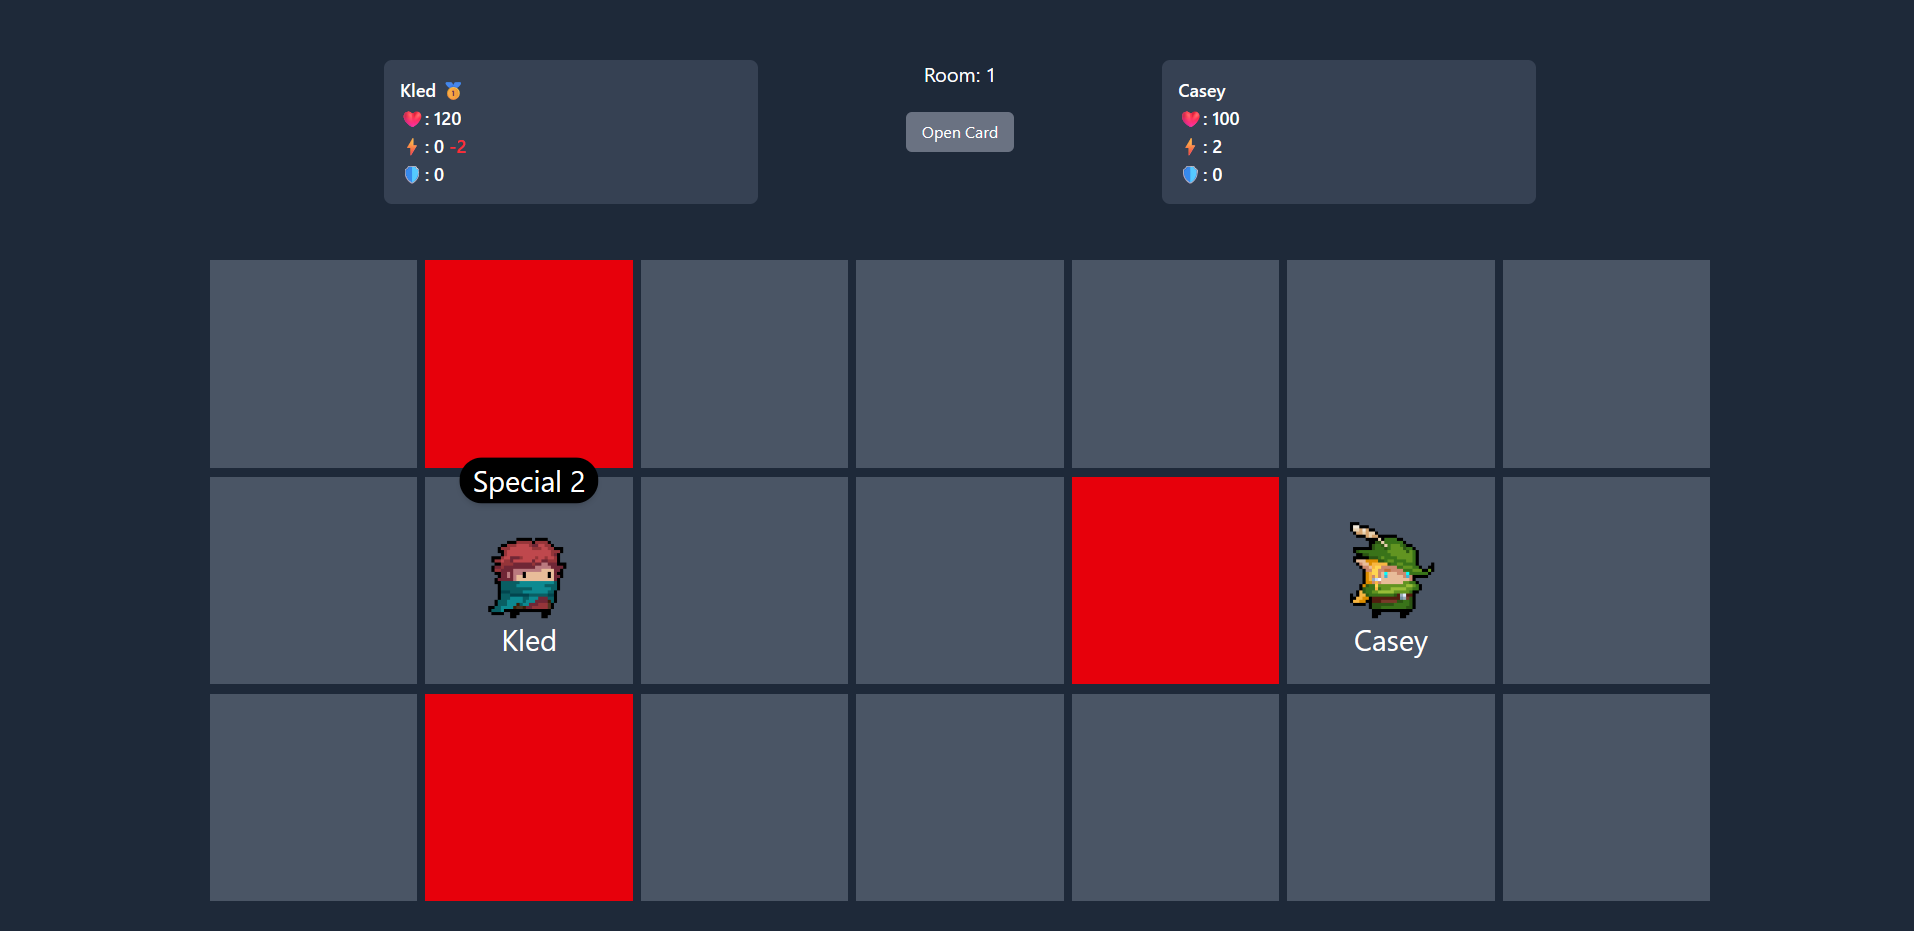 Kled 🥇
❤️: 120
⚡: 0 -2
🛡️: 0
Room: 1
Open Card
Casey
❤️: 100
⚡: 2
🛡️: 0
Special 2
Kled
Casey